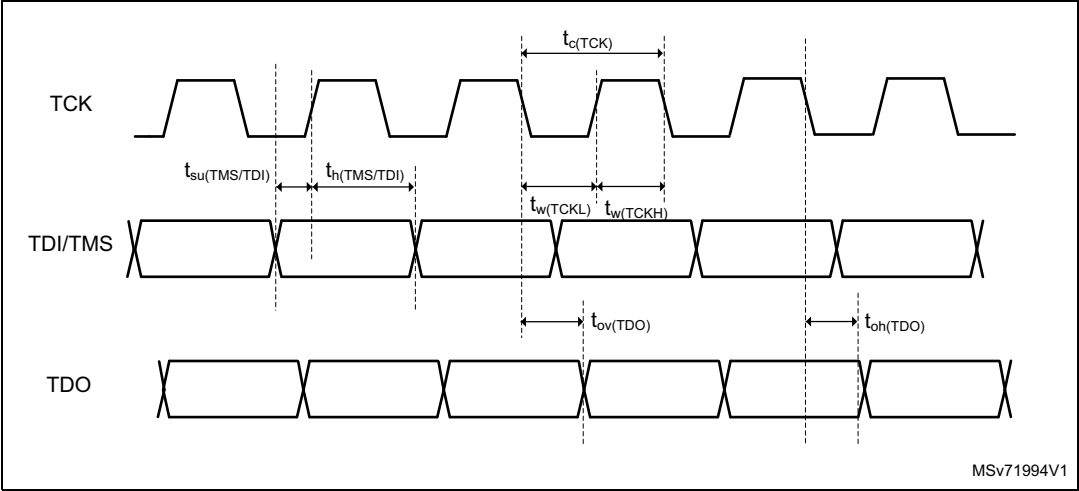 tc(TCK)
TCK
tsu(TMS/TDI)
th(TMS/TDI)
tw(TCKL)
tw(TCKH)
TDI/TMS
tov(TDO)
toh(TDO)
TDO
MSv71994V1